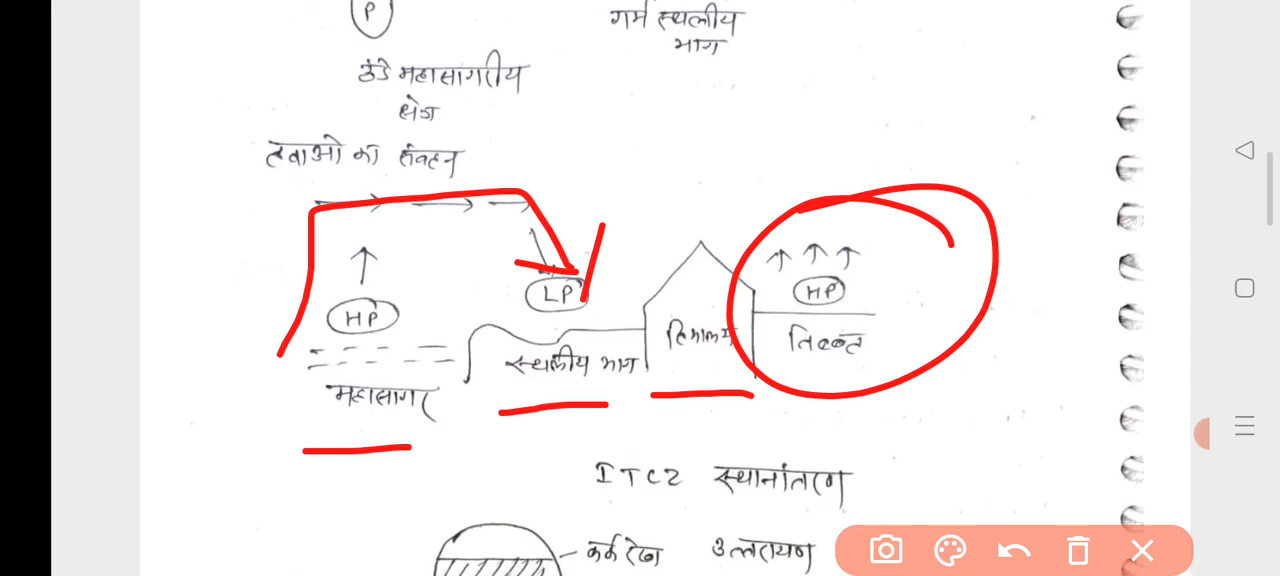 P
गर्म स्थलीय
भाग
ठंडे महासागरीय
क्षेत्र
हवाओ का संवहन
HP
LP
HP
हिमालय
तिब्बत
स्थलीय भाग
महासागर
ITCZ स्थानांतरण
कर्क रेखा उत्तरायण